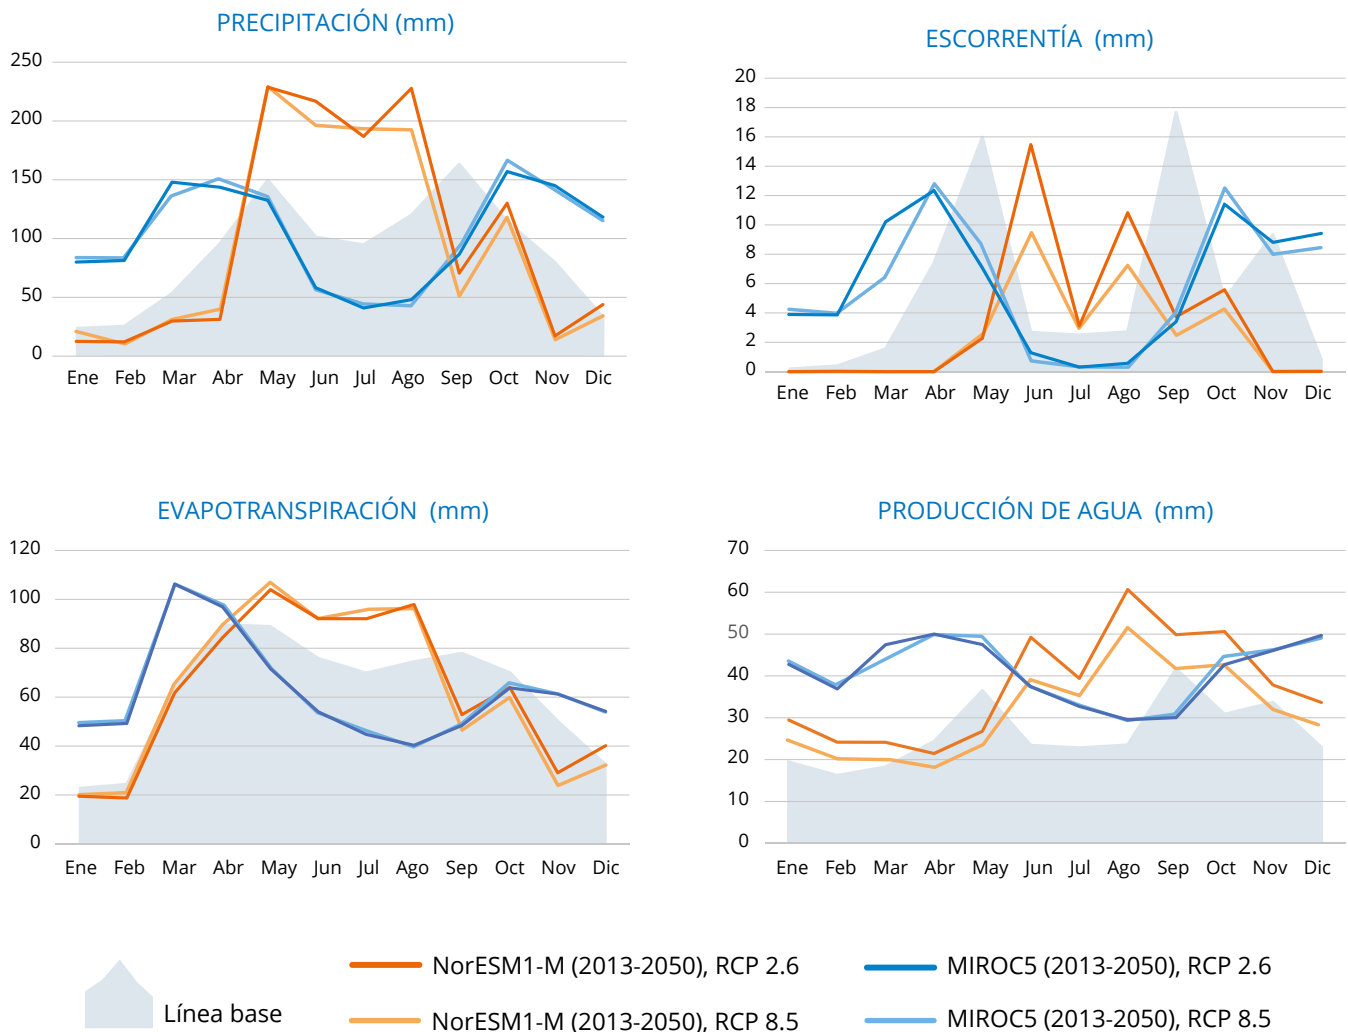 PRECIPITACIÓN (mm)
250
200
150
100
50
0
Ene Feb Mar Abr May Jun Jul Ago Sep Oct Nov Dic
ESCORRENTÍA (mm)
20
18
16
14
12
10
8
6
4
2
0
Ene Feb Mar Abr May Jun Jul Ago Sep Oct Nov Dic
EVAPOTRANSPIRACIÓN (mm)
120
100
80
60
40
20
0
Ene Feb Mar Abr May Jun Jul Ago Sep Oct Nov Dic
PRODUCCIÓN DE AGUA (mm)
70
60
50
40
30
20
10
0
Ene Feb Mar Abr May Jun Jul Ago Sep Oct Nov Dic
Línea base
NorESM1-M (2013-2050), RCP 2.6
NorESM1-M (2013-2050), RCP 8.5
MIROC5 (2013-2050), RCP 2.6
MIROC5 (2013-2050), RCP 8.5